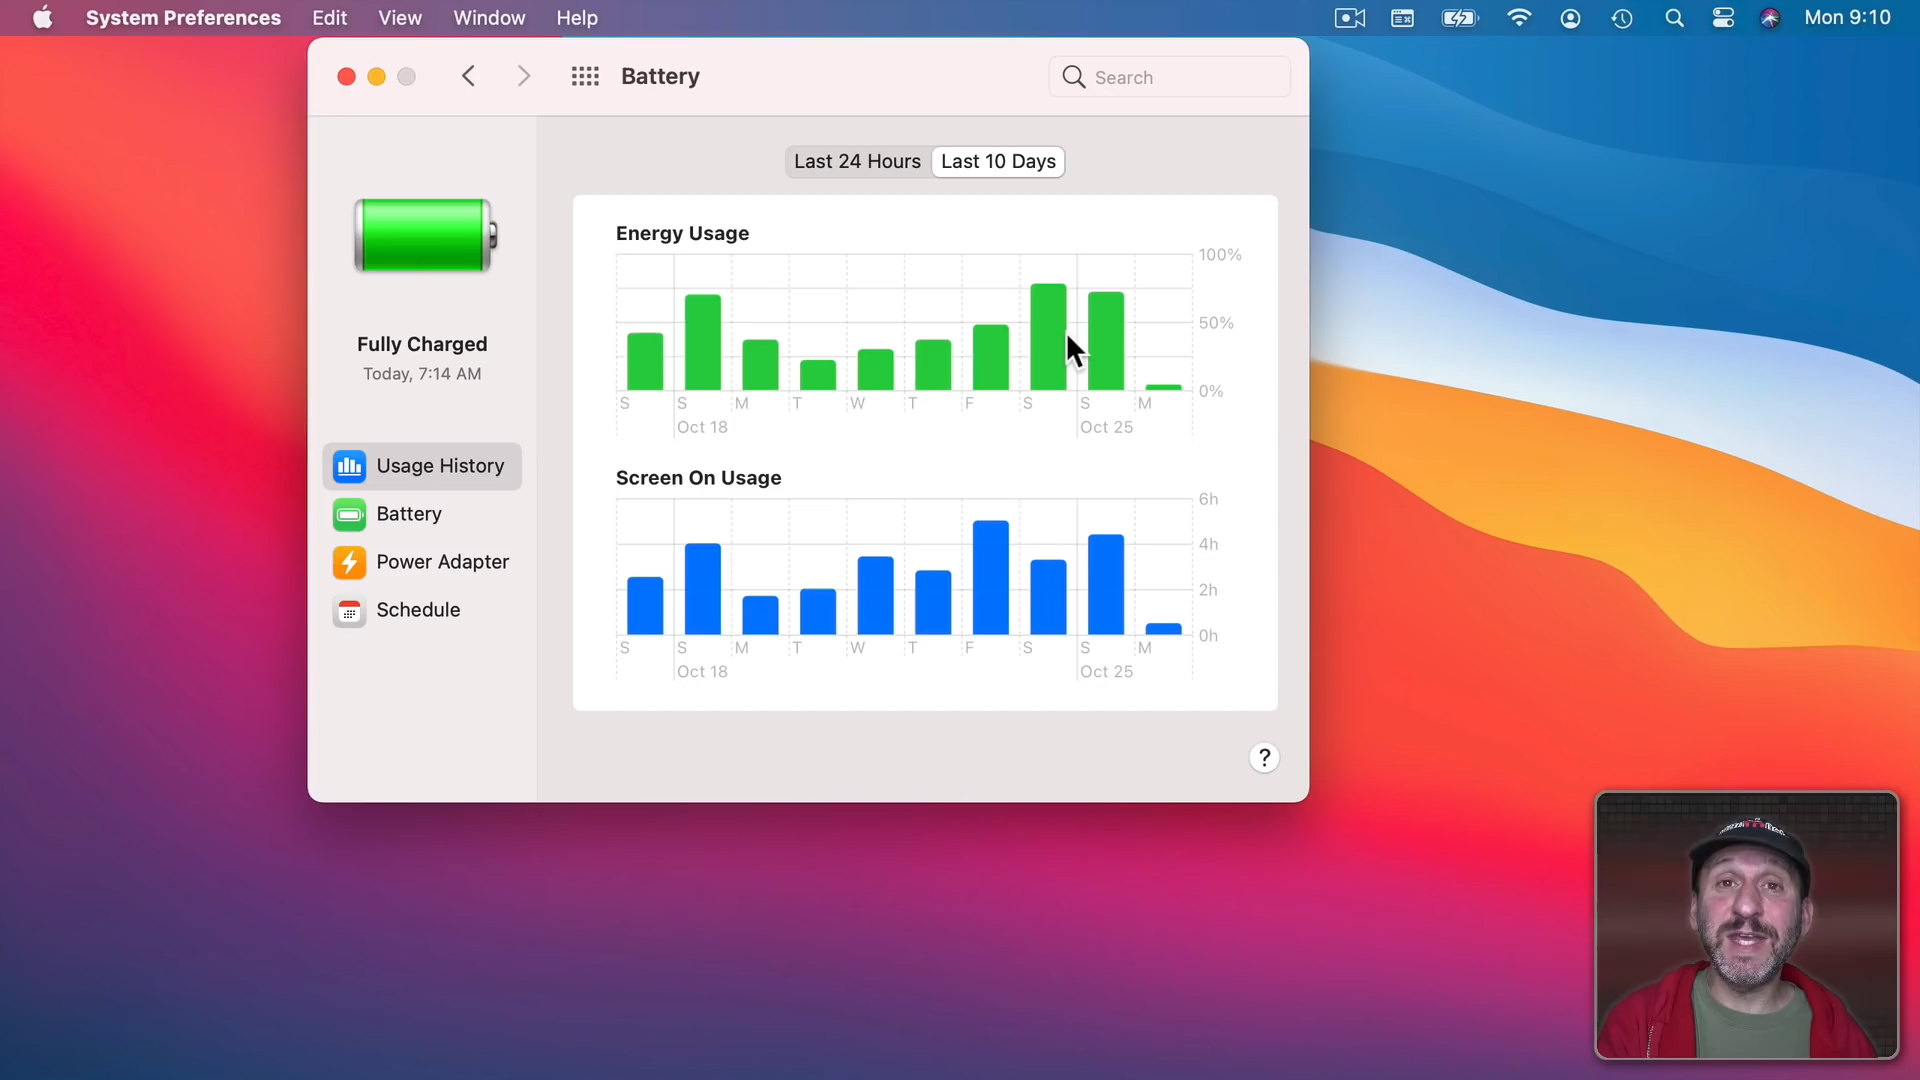 System Preferences Edit View Window Help Mon 9:10
Battery
Search
Last 24 Hours Last 10 Days
Fully Charged
Today, 7:14 AM
Usage History
Battery
Power Adapter
Schedule
Energy Usage
100%
50%
0%
S S M T W T F S S M
Oct 18 Oct 25
Screen On Usage
6h
4h
2h
0h
S S M T W T F S S M
Oct 18 Oct 25
?